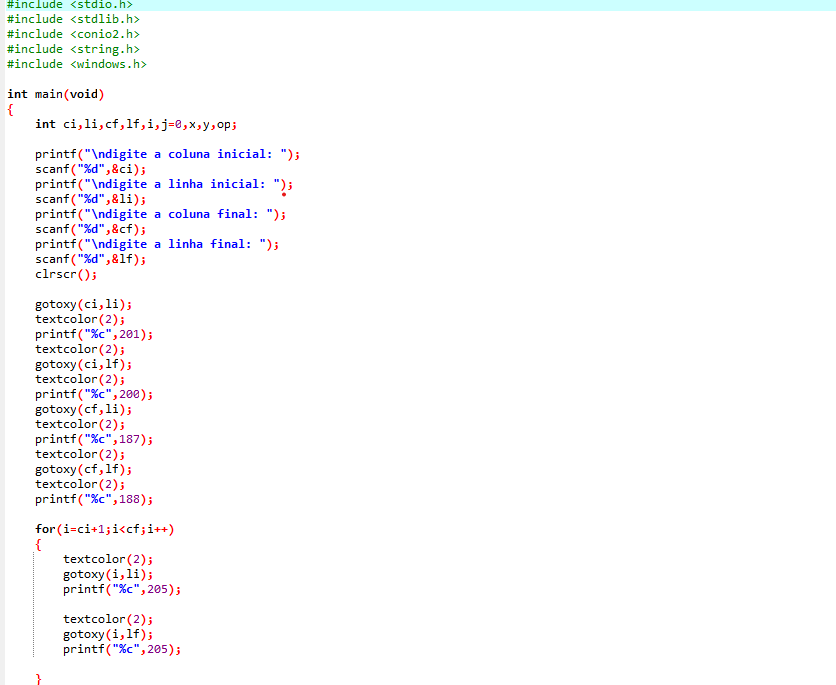 #include <stdio.h>
#include <stdlib.h>
#include <conio2.h>
#include <string.h>
#include <windows.h>
int main(void)
{
int ci,li,cf,lf,i,j=0,x,y,op;
printf("\ndigite a coluna inicial: ");
scanf("%d",&ci);
printf("\ndigite a linha inicial: ");
scanf("%d",&li);
printf("\ndigite a coluna final: ");
scanf("%d",&cf);
printf("\ndigite a linha final: ");
scanf("%d",&lf);
clrscr();
gotoxy(ci,li);
textcolor(2);
printf("%c",201);
textcolor(2);
gotoxy(ci,lf);
textcolor(2);
printf("%c",200);
gotoxy(cf,li);
textcolor(2);
printf("%c",187);
textcolor(2);
gotoxy(cf,lf);
textcolor(2);
printf("%c",188);
for(i=ci+1;i<cf;i++)
{
textcolor(2);
gotoxy(i,li);
printf("%c",205);
textcolor(2);
gotoxy(i,lf);
printf("%c",205);
}